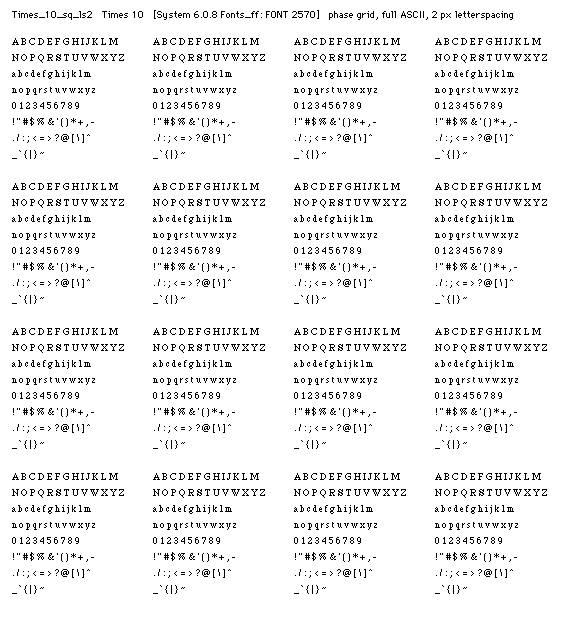 Times_10_sq_ls2 Times 10 [System 6.0.8 Fonts_ff: FONT 2570] phase grid, full ASCII, 2 px letterspacing
ABCDEFGHIJKLM ABCDEFGHIJKLM ABCDEFGHIJKLM ABCDEFGHIJKLM
NOPQRSTUVWXYZ NOPQRSTUVWXYZ NOPQRSTUVWXYZ NOPQRSTUVWXYZ
abcdefghijklm abcdefghijklm abcdefghijklm abcdefghijklm
nopqrstuvwxyz nopqrstuvwxyz nopqrstuvwxyz nopqrstuvwxyz
0123456789 0123456789 0123456789 0123456789
!"#$%&'()*+,- !"#$%&'()*+,- !"#$%&'()*+,- !"#$%&'()*+,-
./:;<=>?@[\]^ ./:;<=>?@[\]^ ./:;<=>?@[\]^ ./:;<=>?@[\]^
_`{|}~ _`{|}~ _`{|}~ _`{|}~
ABCDEFGHIJKLM ABCDEFGHIJKLM ABCDEFGHIJKLM ABCDEFGHIJKLM
NOPQRSTUVWXYZ NOPQRSTUVWXYZ NOPQRSTUVWXYZ NOPQRSTUVWXYZ
abcdefghijklm abcdefghijklm abcdefghijklm abcdefghijklm
nopqrstuvwxyz nopqrstuvwxyz nopqrstuvwxyz nopqrstuvwxyz
0123456789 0123456789 0123456789 0123456789
!"#$%&'()*+,- !"#$%&'()*+,- !"#$%&'()*+,- !"#$%&'()*+,-
./:;<=>?@[\]^ ./:;<=>?@[\]^ ./:;<=>?@[\]^ ./:;<=>?@[\]^
_`{|}~ _`{|}~ _`{|}~ _`{|}~
ABCDEFGHIJKLM ABCDEFGHIJKLM ABCDEFGHIJKLM ABCDEFGHIJKLM
NOPQRSTUVWXYZ NOPQRSTUVWXYZ NOPQRSTUVWXYZ NOPQRSTUVWXYZ
abcdefghijklm abcdefghijklm abcdefghijklm abcdefghijklm
nopqrstuvwxyz nopqrstuvwxyz nopqrstuvwxyz nopqrstuvwxyz
0123456789 0123456789 0123456789 0123456789
!"#$%&'()*+,- !"#$%&'()*+,- !"#$%&'()*+,- !"#$%&'()*+,-
./:;<=>?@[\]^ ./:;<=>?@[\]^ ./:;<=>?@[\]^ ./:;<=>?@[\]^
_`{|}~ _`{|}~ _`{|}~ _`{|}~
ABCDEFGHIJKLM ABCDEFGHIJKLM ABCDEFGHIJKLM ABCDEFGHIJKLM
NOPQRSTUVWXYZ NOPQRSTUVWXYZ NOPQRSTUVWXYZ NOPQRSTUVWXYZ
abcdefghijklm abcdefghijklm abcdefghijklm abcdefghijklm
nopqrstuvwxyz nopqrstuvwxyz nopqrstuvwxyz nopqrstuvwxyz
0123456789 0123456789 0123456789 0123456789
!"#$%&'()*+,- !"#$%&'()*+,- !"#$%&'()*+,- !"#$%&'()*+,-
./:;<=>?@[\]^ ./:;<=>?@[\]^ ./:;<=>?@[\]^ ./:;<=>?@[\]^
_`{|}~ _`{|}~ _`{|}~ _`{|}~